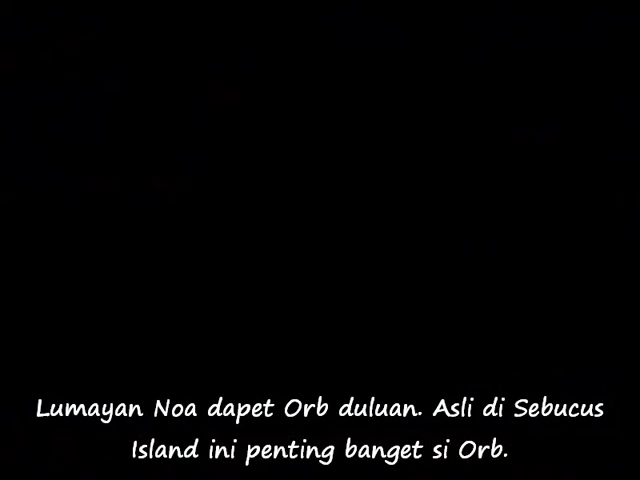 Lumayan Noa dapet Orb duluan. Asli di Sebucus
Island ini penting banget si Orb.